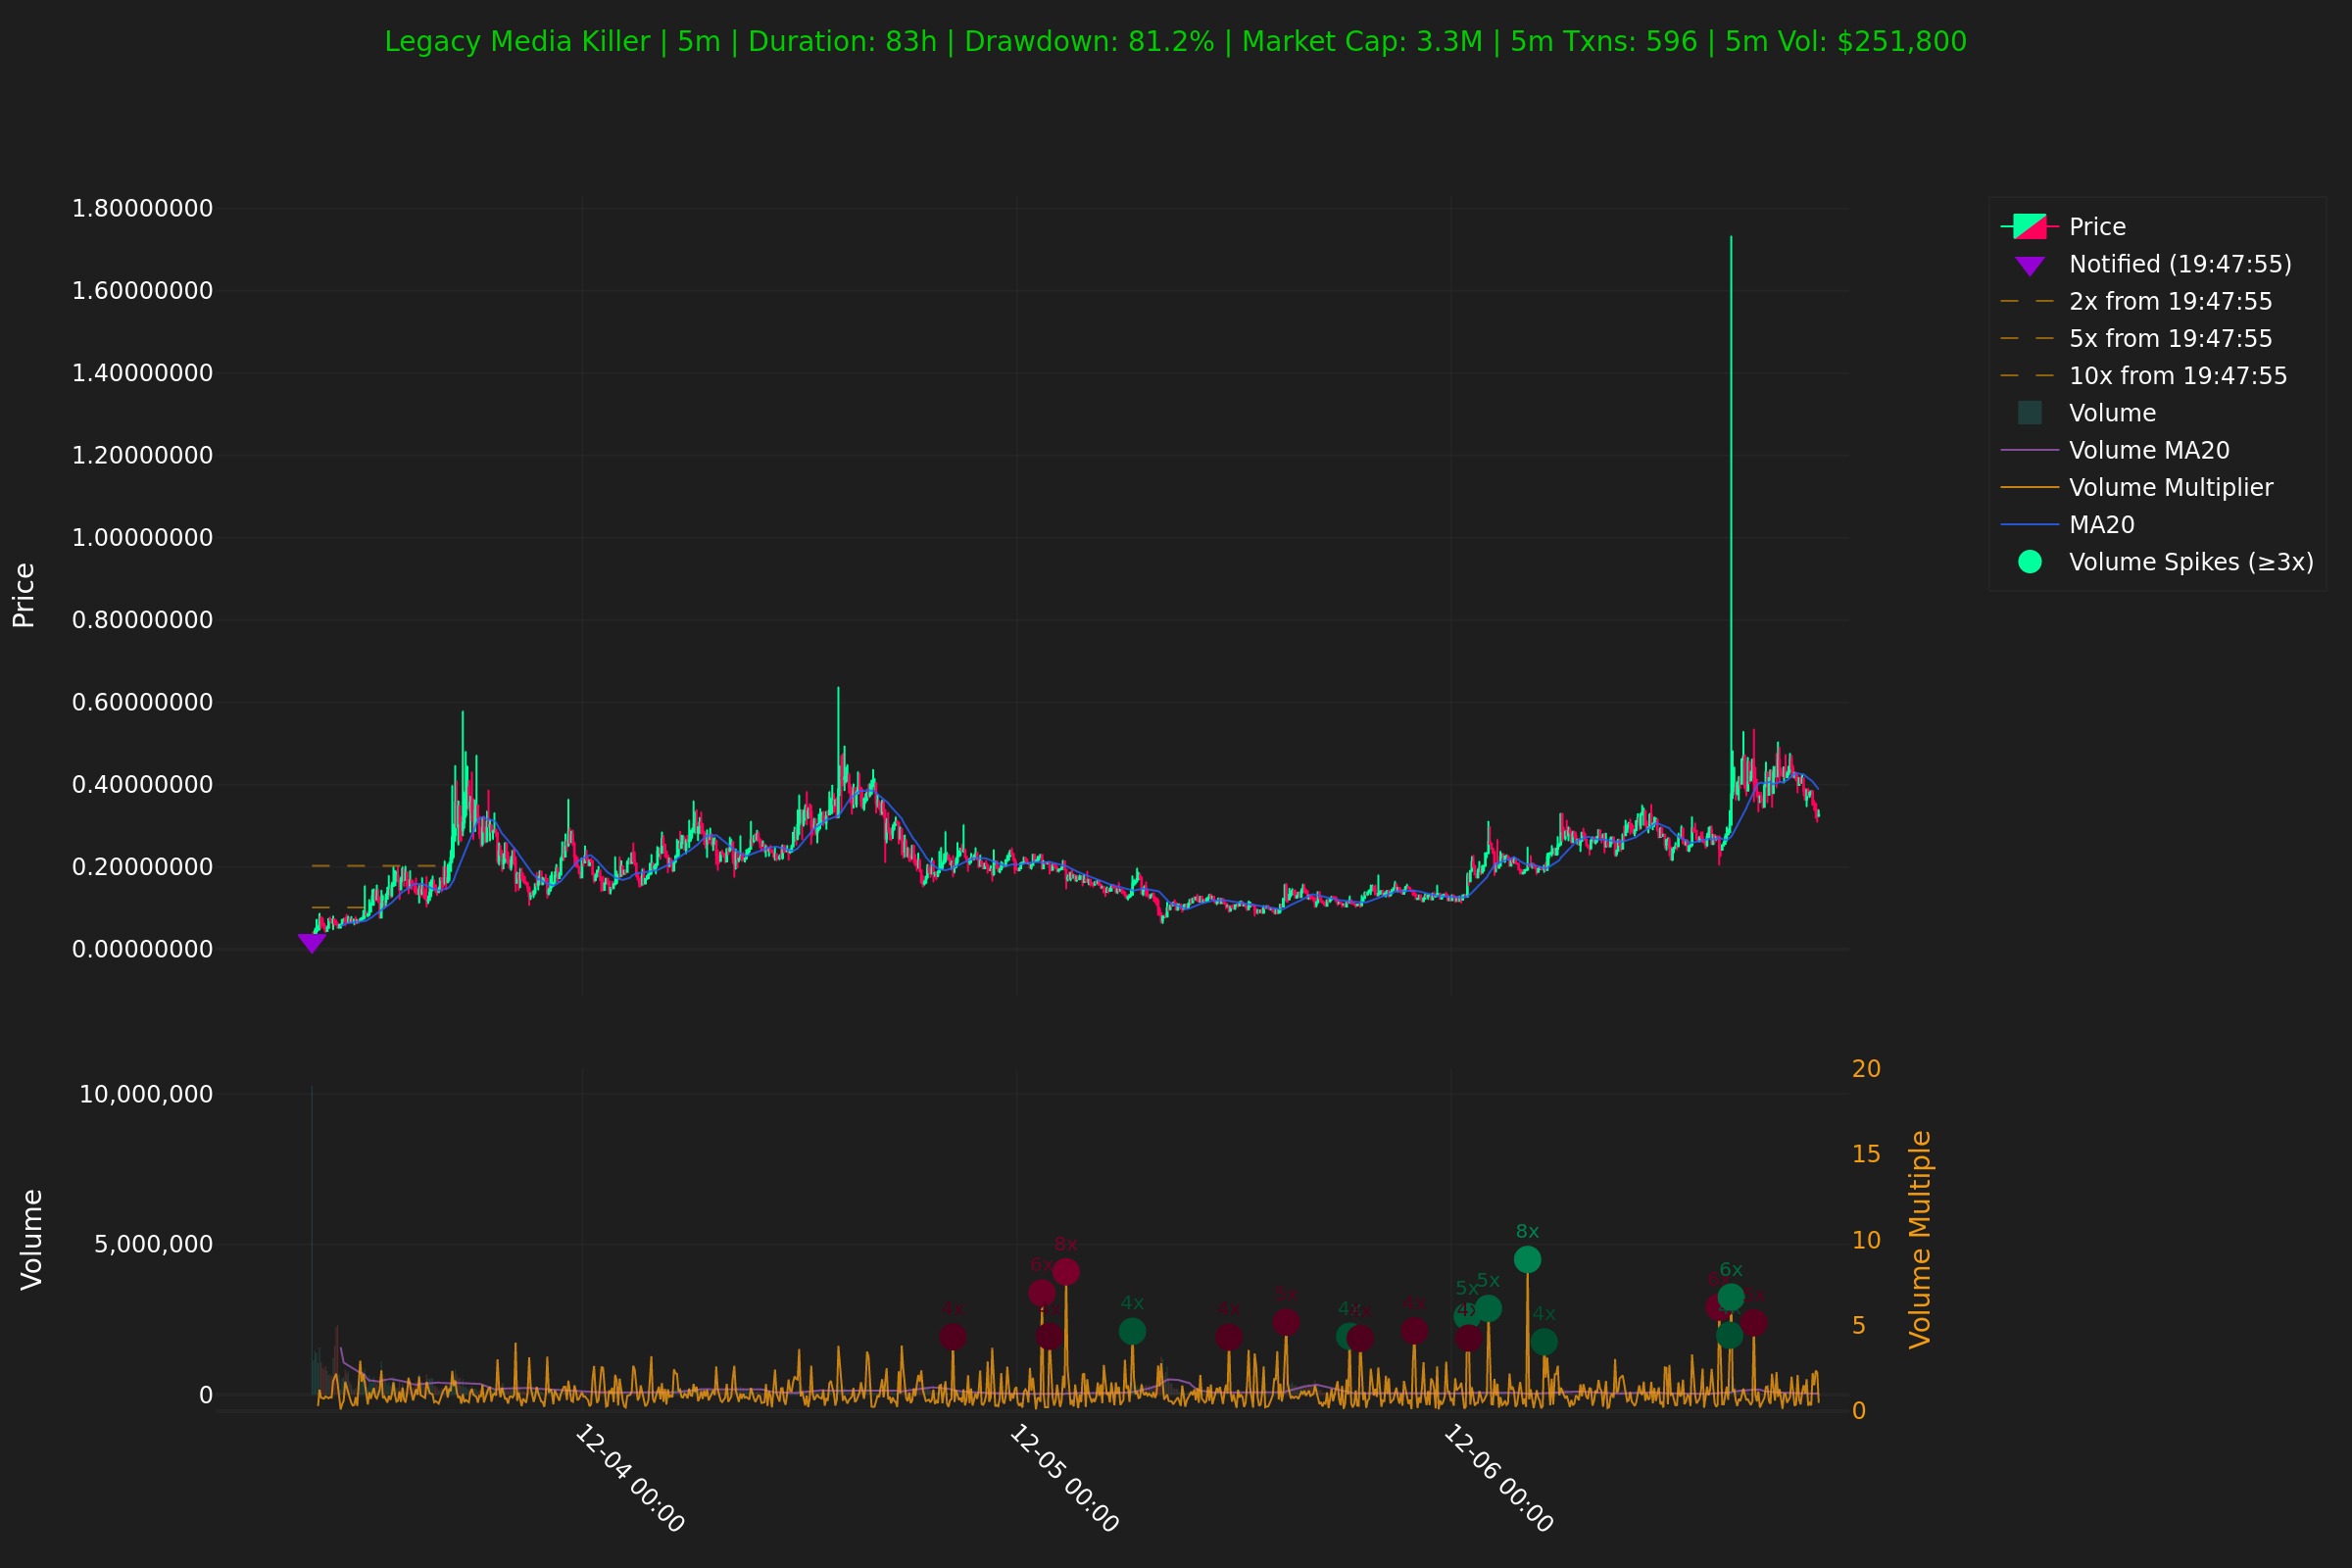 Legacy Media Killer | 5m | Duration: 83h | Drawdown: 81.2% | Market Cap: 3.3M | 5m Txns: 596 | 5m Vol: $251,800
Price
1.80000000
1.60000000
1.40000000
1.20000000
1.00000000
0.80000000
0.60000000
0.40000000
0.20000000
0.00000000
Price
Notified (19:47:55)
2x from 19:47:55
5x from 19:47:55
10x from 19:47:55
Volume
Volume MA20
Volume Multiplier
MA20
Volume Spikes (≥3x)
Volume
10,000,000
5,000,000
0
4x
6x
8x
4x
4x
5x
4x
4x
5x
4x
5x
8x
4x
6x
20
15
10
5
0
Volume Multiple
12-04 00:00
12-05 00:00
12-06 00:00